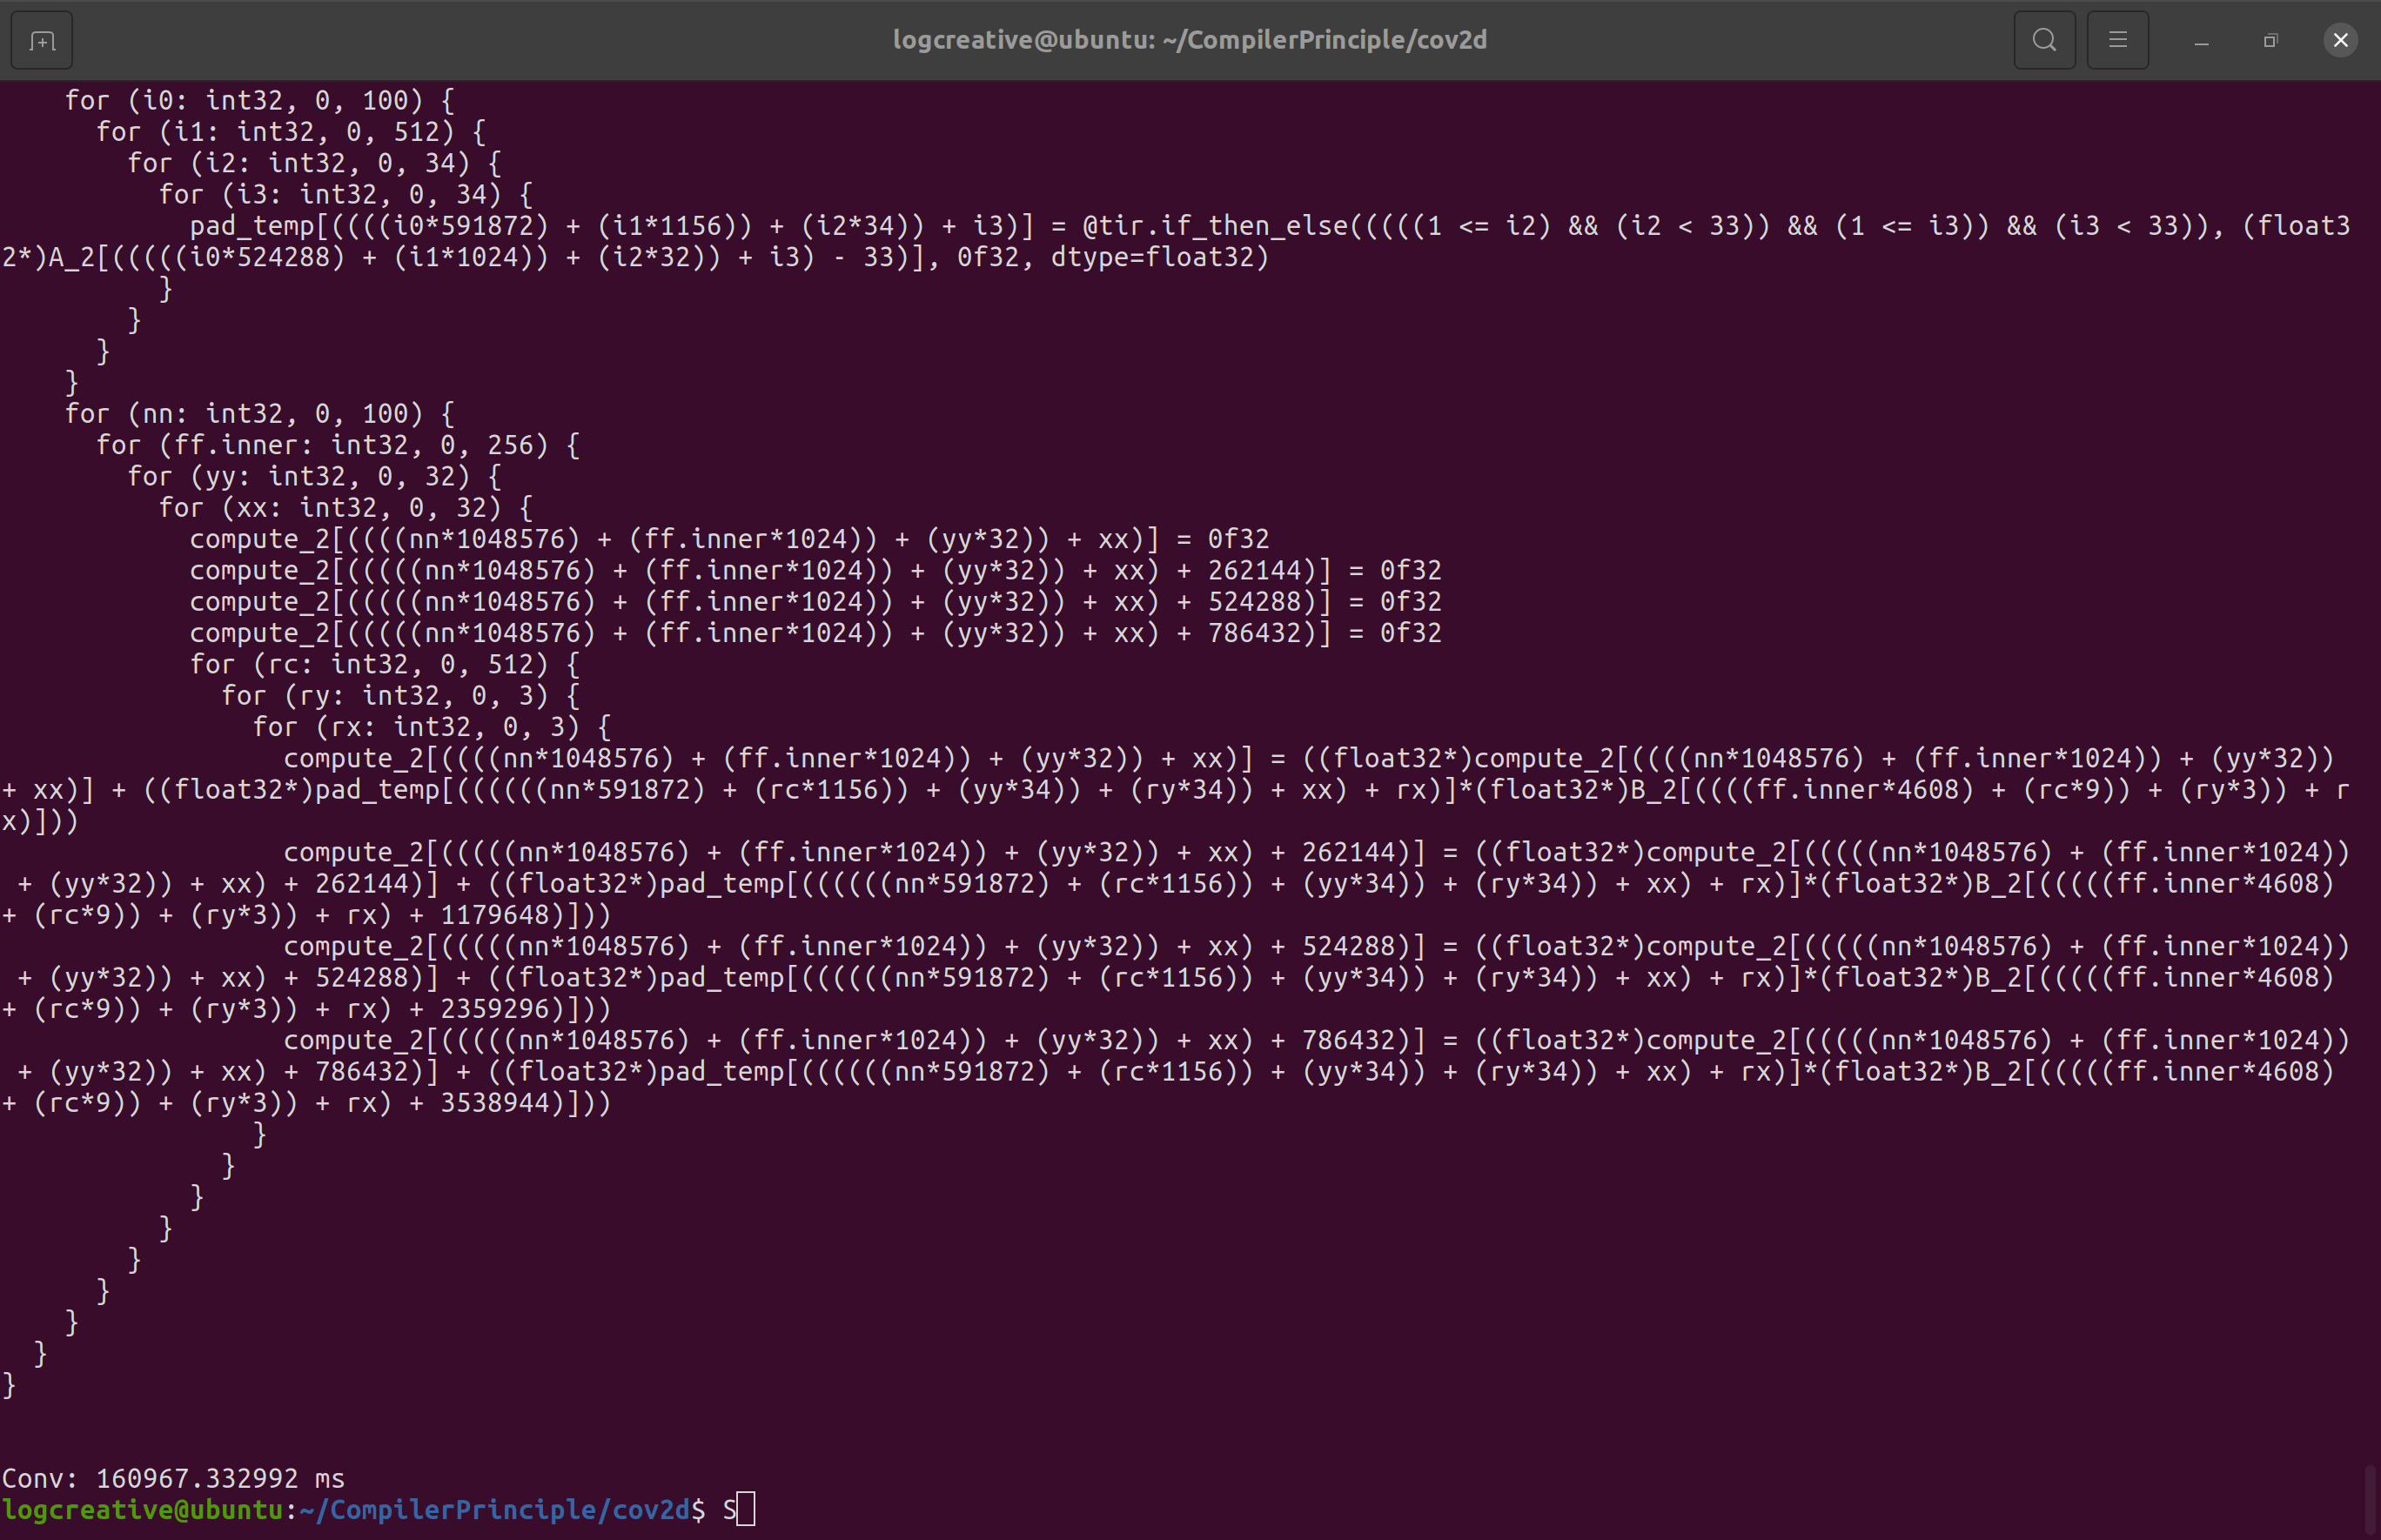 logcreative@ubuntu: ~/CompilerPrinciple/cov2d
    for (i0: int32, 0, 100) {
      for (i1: int32, 0, 512) {
        for (i2: int32, 0, 34) {
          for (i3: int32, 0, 34) {
            pad_temp[((((i0*591872) + (i1*1156)) + (i2*34)) + i3)] = @tir.if_then_else(((((1 <= i2) && (i2 < 33)) && (1 <= i3)) && (i3 < 33)), (float3
2*)A_2[(((((i0*524288) + (i1*1024)) + (i2*32)) + i3) - 33)], 0f32, dtype=float32)
          }
        }
      }
    }
    for (nn: int32, 0, 100) {
      for (ff.inner: int32, 0, 256) {
        for (yy: int32, 0, 32) {
          for (xx: int32, 0, 32) {
            compute_2[((((nn*1048576) + (ff.inner*1024)) + (yy*32)) + xx)] = 0f32
            compute_2[(((((nn*1048576) + (ff.inner*1024)) + (yy*32)) + xx) + 262144)] = 0f32
            compute_2[(((((nn*1048576) + (ff.inner*1024)) + (yy*32)) + xx) + 524288)] = 0f32
            compute_2[(((((nn*1048576) + (ff.inner*1024)) + (yy*32)) + xx) + 786432)] = 0f32
            for (rc: int32, 0, 512) {
              for (ry: int32, 0, 3) {
                for (rx: int32, 0, 3) {
                  compute_2[((((nn*1048576) + (ff.inner*1024)) + (yy*32)) + xx)] = ((float32*)compute_2[((((nn*1048576) + (ff.inner*1024)) + (yy*32))
+ xx)] + ((float32*)pad_temp[((((((nn*591872) + (rc*1156)) + (yy*34)) + (ry*34)) + xx) + rx)]*(float32*)B_2[((((ff.inner*4608) + (rc*9)) + (ry*3)) + r
x)]))
                  compute_2[(((((nn*1048576) + (ff.inner*1024)) + (yy*32)) + xx) + 262144)] = ((float32*)compute_2[(((((nn*1048576) + (ff.inner*1024))
 + (yy*32)) + xx) + 262144)] + ((float32*)pad_temp[((((((nn*591872) + (rc*1156)) + (yy*34)) + (ry*34)) + xx) + rx)]*(float32*)B_2[(((((ff.inner*4608)
+ (rc*9)) + (ry*3)) + rx) + 1179648)]))
                  compute_2[(((((nn*1048576) + (ff.inner*1024)) + (yy*32)) + xx) + 524288)] = ((float32*)compute_2[(((((nn*1048576) + (ff.inner*1024))
 + (yy*32)) + xx) + 524288)] + ((float32*)pad_temp[((((((nn*591872) + (rc*1156)) + (yy*34)) + (ry*34)) + xx) + rx)]*(float32*)B_2[(((((ff.inner*4608)
+ (rc*9)) + (ry*3)) + rx) + 2359296)]))
                  compute_2[(((((nn*1048576) + (ff.inner*1024)) + (yy*32)) + xx) + 786432)] = ((float32*)compute_2[(((((nn*1048576) + (ff.inner*1024))
 + (yy*32)) + xx) + 786432)] + ((float32*)pad_temp[((((((nn*591872) + (rc*1156)) + (yy*34)) + (ry*34)) + xx) + rx)]*(float32*)B_2[(((((ff.inner*4608)
+ (rc*9)) + (ry*3)) + rx) + 3538944)]))
                }
              }
            }
          }
        }
      }
    }
  }
}
Conv: 160967.332992 ms
logcreative@ubuntu:~/CompilerPrinciple/cov2d$ S